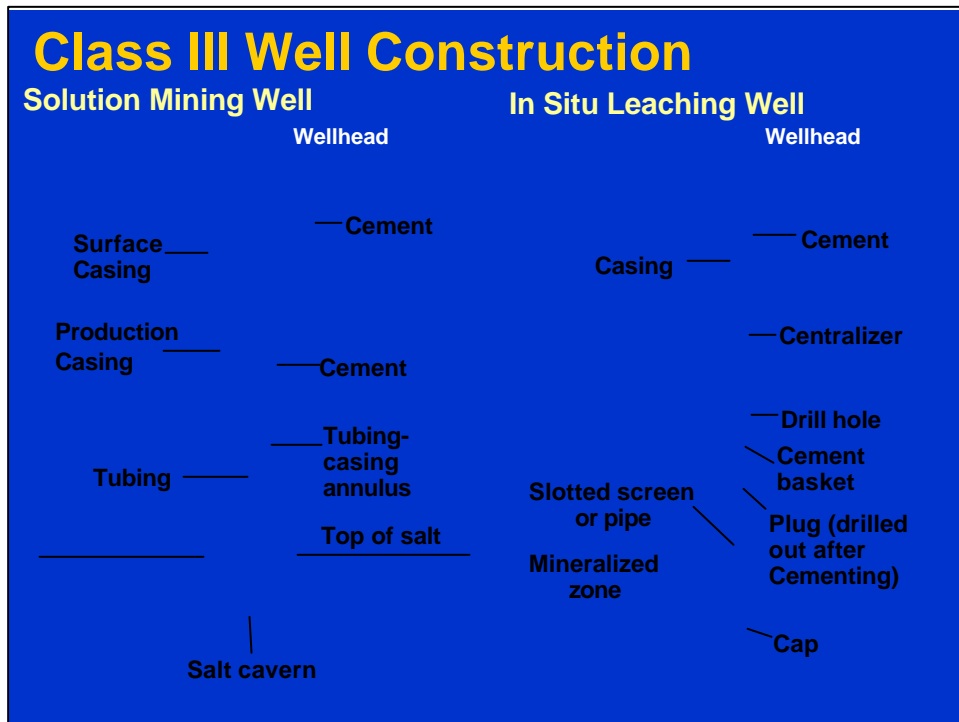 Class III Well Construction
Solution Mining Well
Wellhead
Cement
Surface
Casing
Production
Casing
Cement
Tubing-
casing
annulus
Tubing
Top of salt
Salt cavern
In Situ Leaching Well
Wellhead
Cement
Casing
Centralizer
Drill hole
Cement
basket
Slotted screen
or pipe
Plug (drilled
out after
Cementing)
Mineralized
zone
Cap